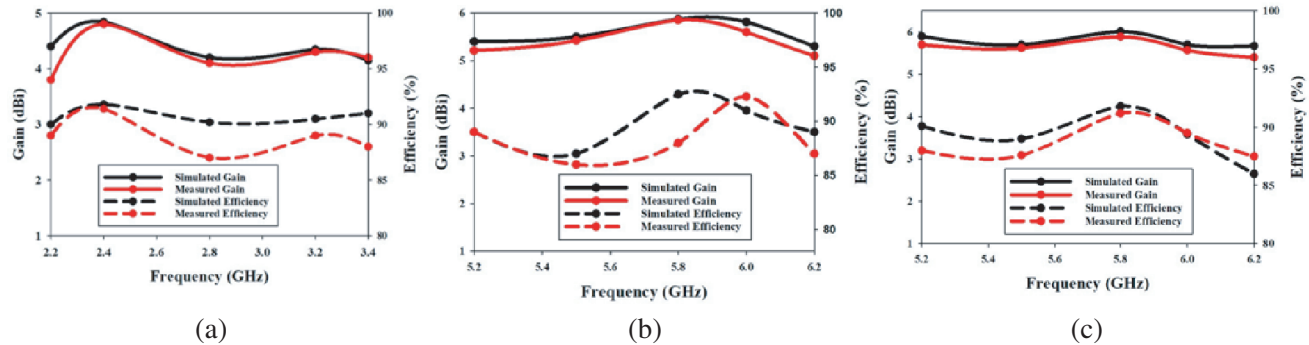 5
4
3
2
1
Gain (dBi)
100
95
90
85
80
Efficiency (%)
Simulated Gain
Measured Gain
Simulated Efficiency
Measured Efficiency
2.2 2.4 2.6 2.8 3.0 3.2 3.4
Frequency (GHz)
(a)
6
5
4
3
2
1
Gain (dBi)
100
95
90
85
80
Efficiency (%)
Simulated Gain
Measured Gain
Simulated Efficiency
Measured Efficiency
5.2 5.4 5.6 5.8 6.0 6.2
Frequency (GHz)
(b)
6
5
4
3
2
1
Gain (dBi)
100
95
90
85
80
Efficiency (%)
Simulated Gain
Measured Gain
Simulated Efficiency
Measured Efficiency
5.2 5.4 5.6 5.8 6.0 6.2
Frequency (GHz)
(c)